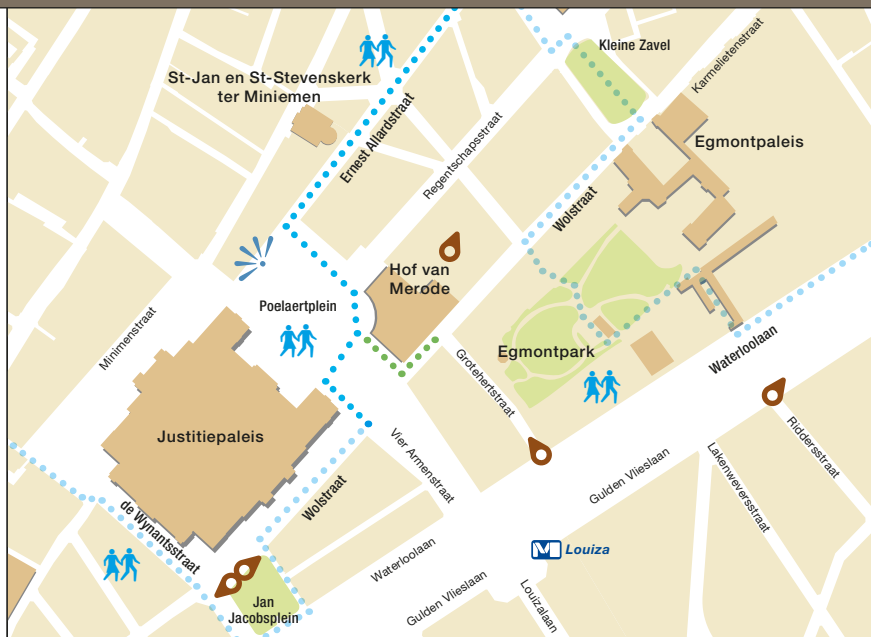 Kleine Zavel
Karmelietenstraat
St-Jan en St-Stevenskerk
ter Miniemen
Ernest Allardstraat
Regentschapsstraat
Egmontpaleis
Wolstraat
Hof van
Merode
Poelaertplein
Minimenstraat
Egmontpark
Grotehertstraat
Waterloolaan
Justitiepaleis
Vier Armenstraat
Riddersstraat
Lakenweversstraat
Gulden Vlieslaan
Wolstraat
de Wynantsstraat
M Louiza
Waterloolaan
Gulden Vlieslaan
Louizalaan
Jan
Jacobsplein